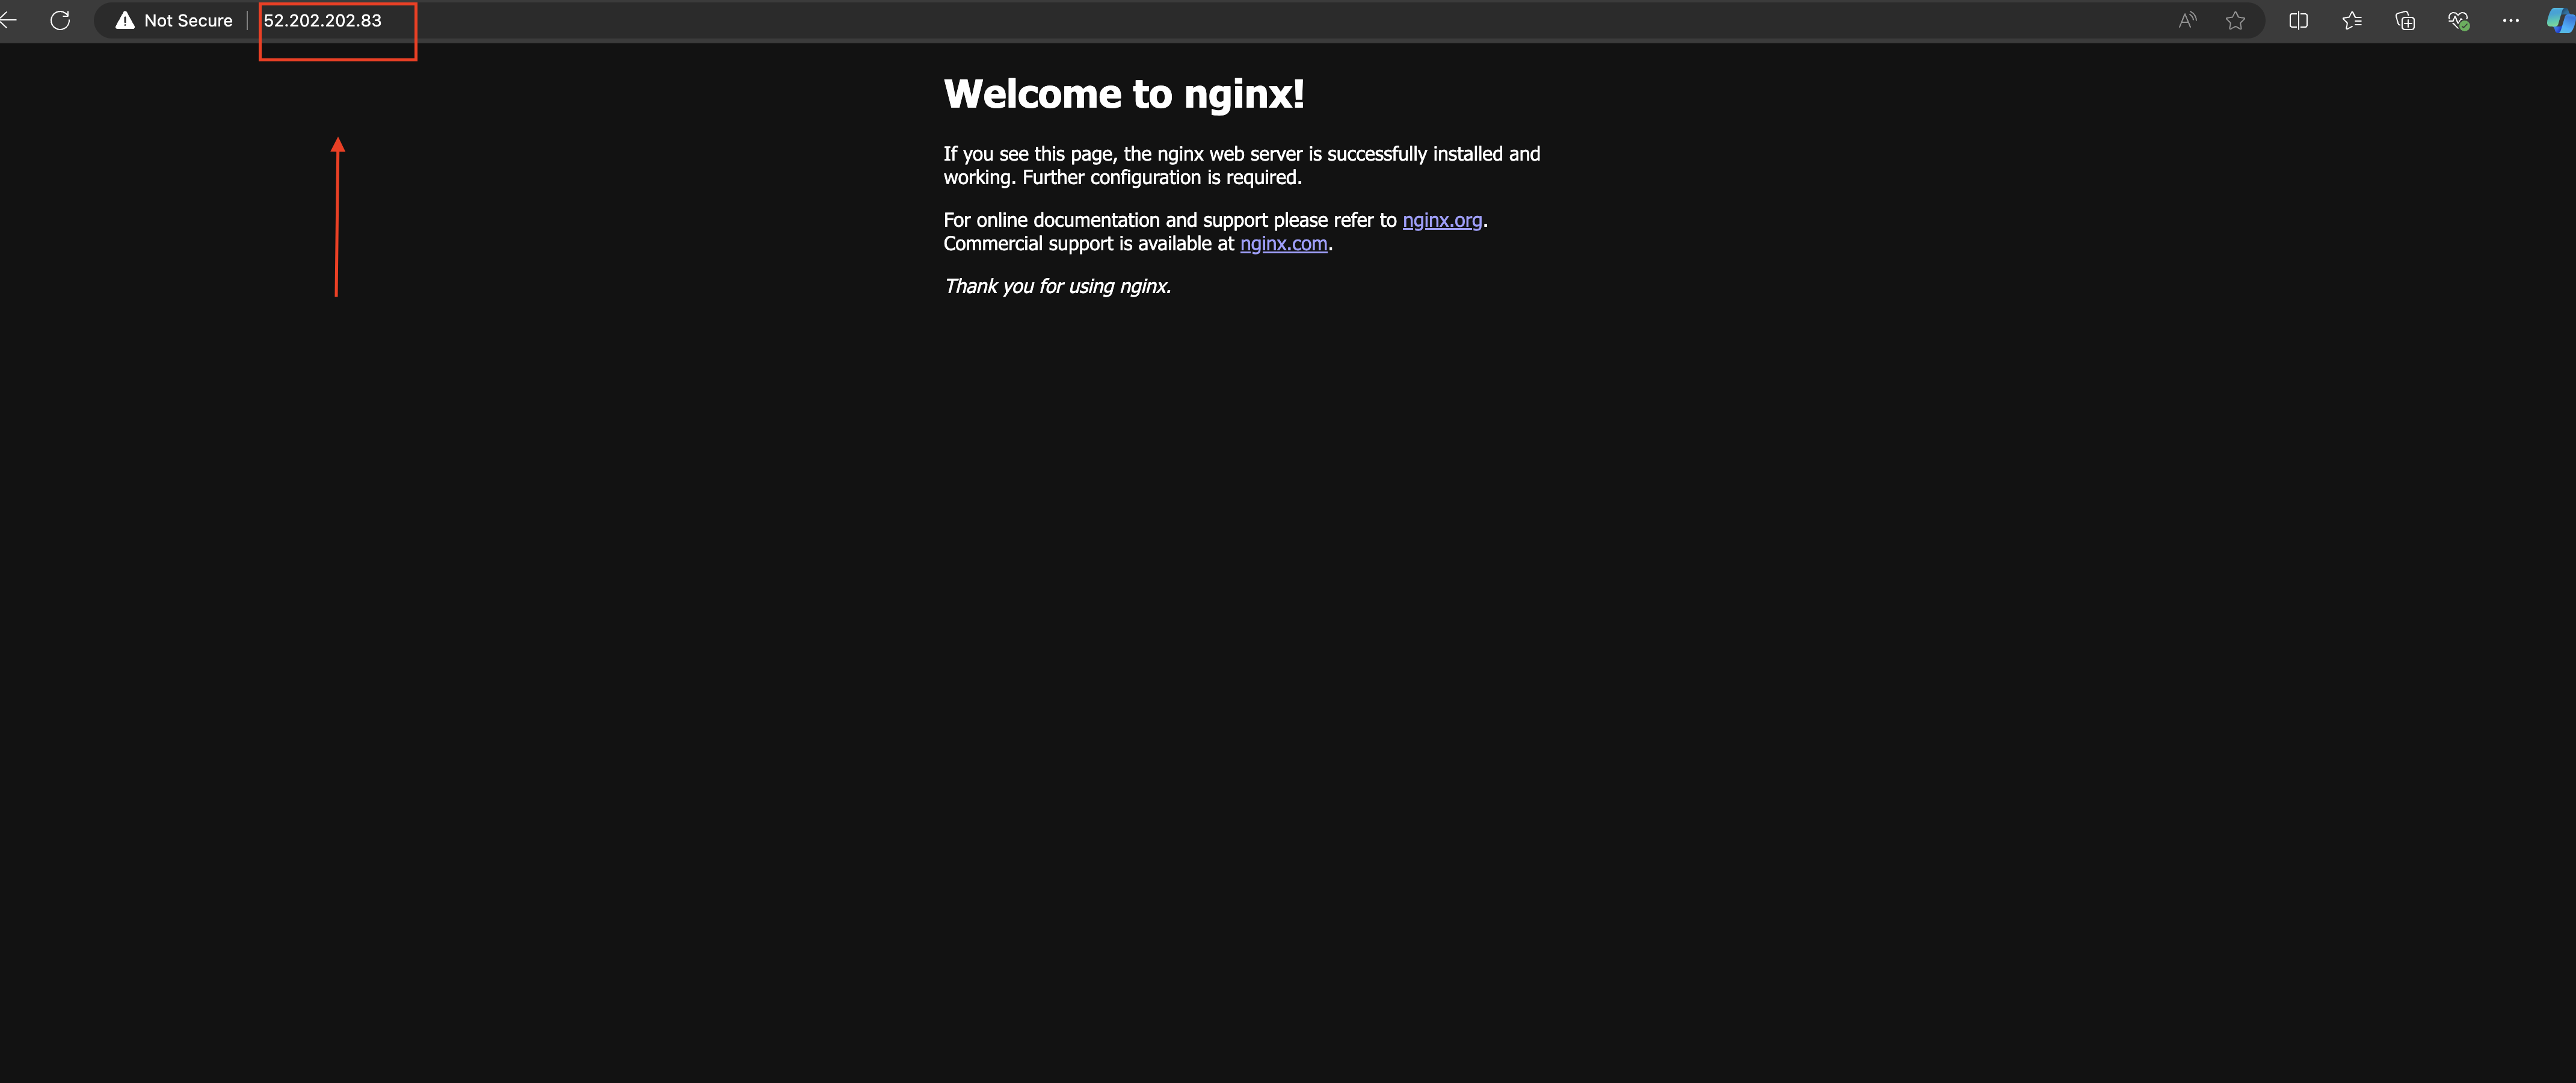 Not Secure | 52.202.202.83
Welcome to nginx!
If you see this page, the nginx web server is successfully installed and
working. Further configuration is required.
For online documentation and support please refer to nginx.org.
Commercial support is available at nginx.com.
Thank you for using nginx.